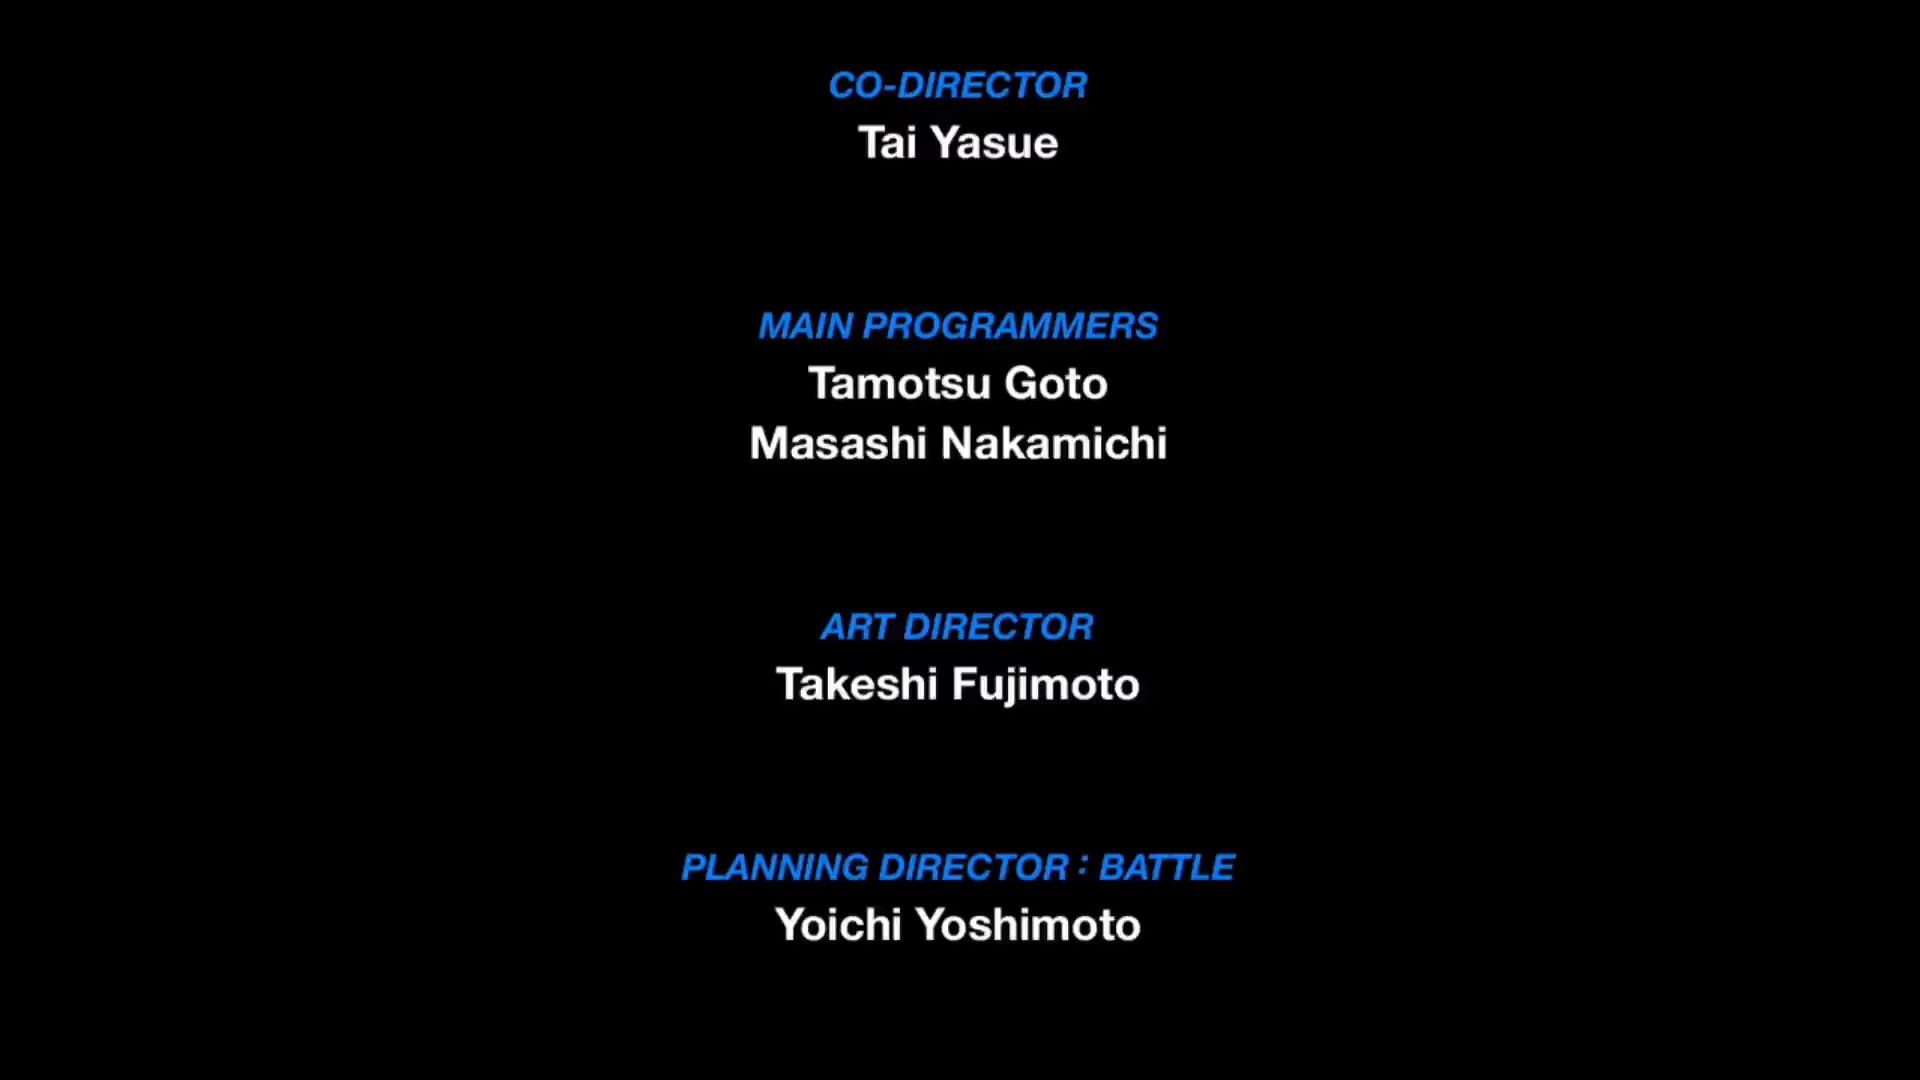 CO-DIRECTOR
Tai Yasue
MAIN PROGRAMMERS
Tamotsu Goto
Masashi Nakamichi
ART DIRECTOR
Takeshi Fujimoto
PLANNING DIRECTOR : BATTLE
Yoichi Yoshimoto